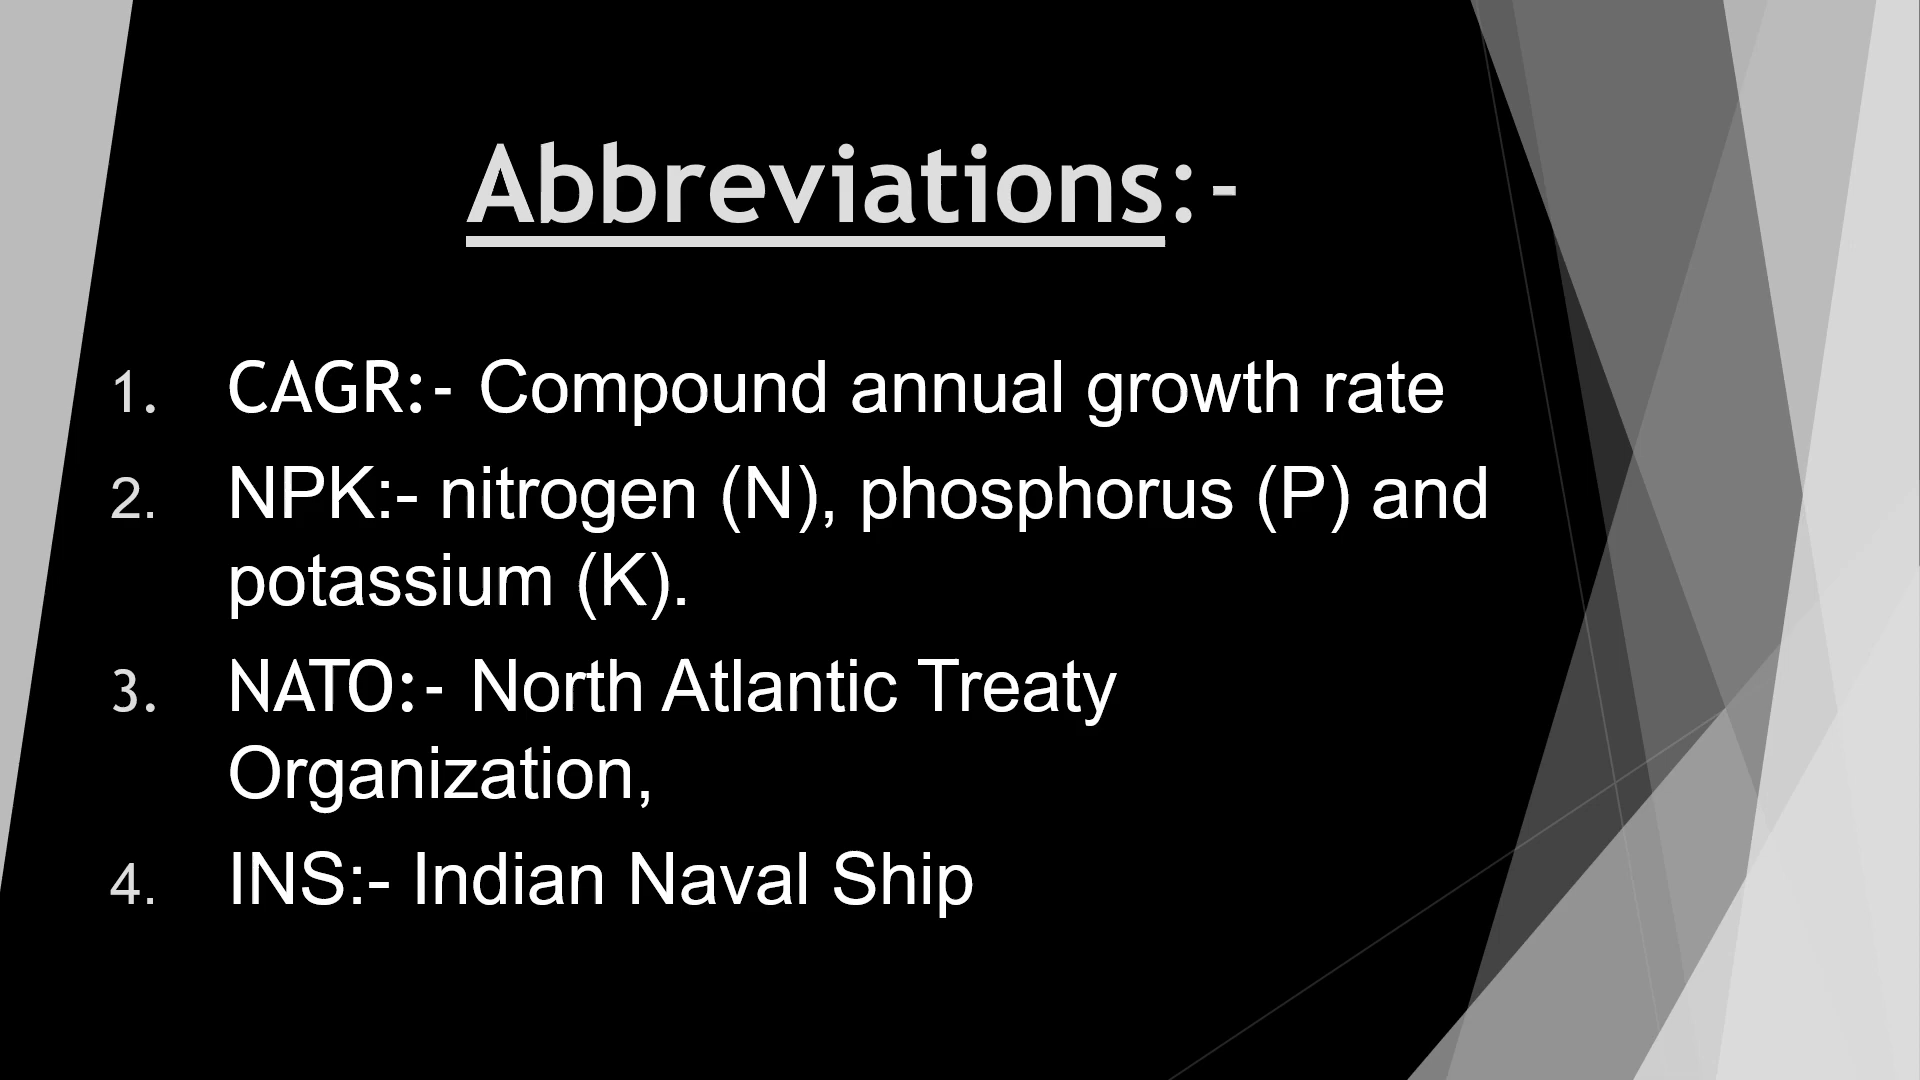 Abbreviations:-
1. CAGR:- Compound annual growth rate
2. NPK:- nitrogen (N), phosphorus (P) and
potassium (K).
3. NATO:- North Atlantic Treaty
Organization,
4. INS:- Indian Naval Ship